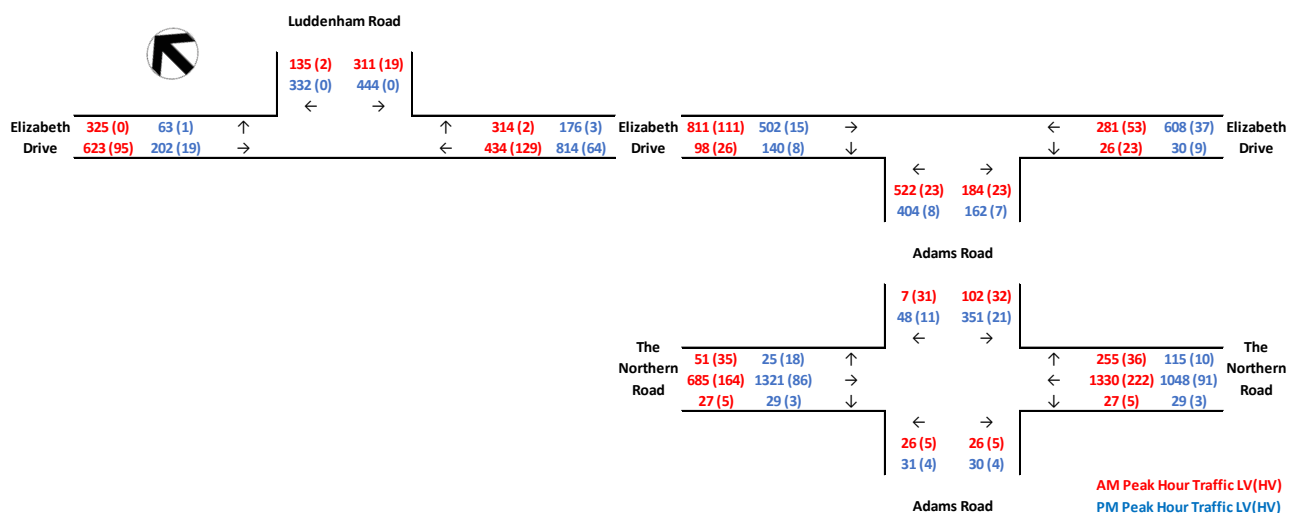 Luddenham Road
135 (2) 311 (19)
332 (0) 444 (0)
← →
Elizabeth 325 (0) 63 (1) ↑ ↑ 314 (2) 176 (3) Elizabeth 811 (111) 502 (15) → ← 281 (53) 608 (37) Elizabeth
Drive 623 (95) 202 (19) → ← 434 (129) 814 (64) Drive 98 (26) 140 (8) ↓ ↓ 26 (23) 30 (9) Drive
← →
522 (23) 184 (23)
404 (8) 162 (7)
Adams Road
7 (31) 102 (32)
48 (11) 351 (21)
← →
The 51 (35) 25 (18) ↑ ↑ 255 (36) 115 (10) The
Northern 685 (164) 1321 (86) → ← 1330 (222) 1048 (91) Northern
Road 27 (5) 29 (3) ↓ ↓ 27 (5) 29 (3) Road
← →
26 (5) 26 (5)
31 (4) 30 (4)
Adams Road
AM Peak Hour Traffic LV(HV)
PM Peak Hour Traffic LV(HV)